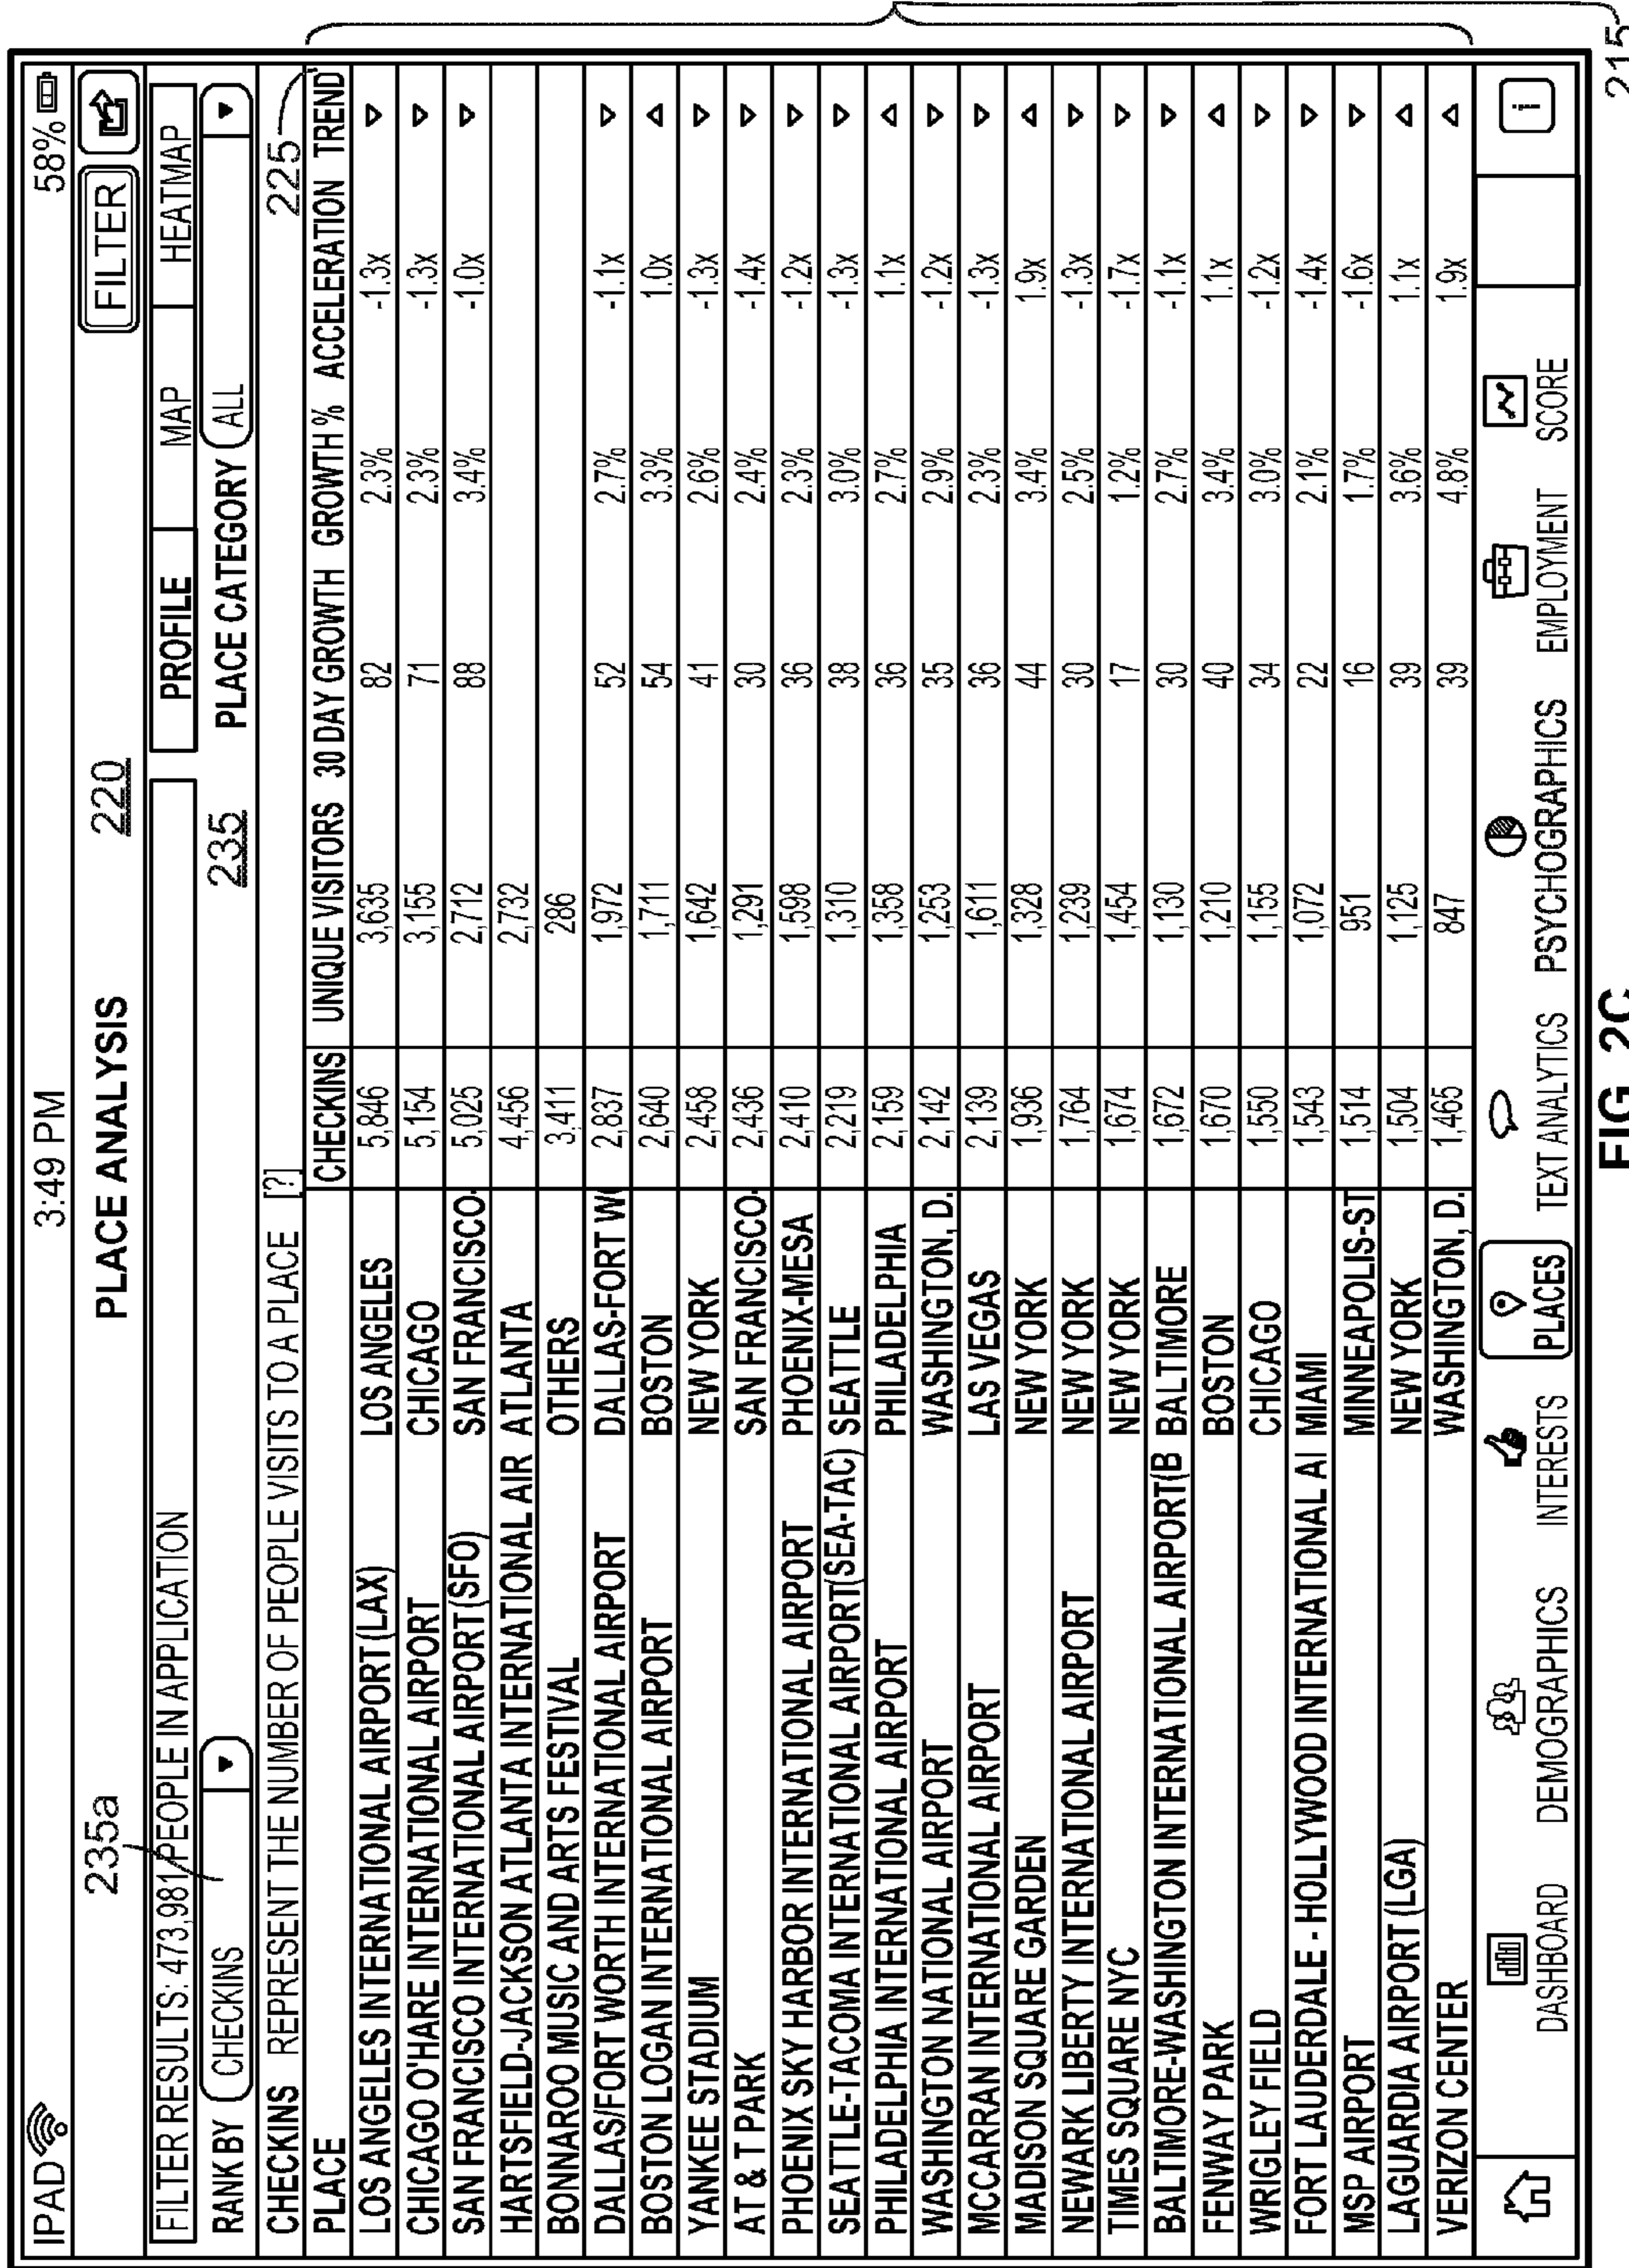 IPAD 3:49 PM 58%
235a PLACE ANALYSIS 220 FILTER
FILTER RESULTS: 473,981 PEOPLE IN APPLICATION PROFILE MAP HEATMAP
RANK BY CHECKINS 235 PLACE CATEGORY ALL
CHECKINS REPRESENT THE NUMBER OF PEOPLE VISITS TO A PLACE [?] 225
PLACE CHECKINS UNIQUE VISITORS 30 DAY GROWTH GROWTH % ACCELERATION TREND
LOS ANGELES INTERNATIONAL AIRPORT (LAX) LOS ANGELES 5,846 3,635 82 2.3% -1.3x
CHICAGO O'HARE INTERNATIONAL AIRPORT CHICAGO 5,154 3,155 71 2.3% -1.3x
SAN FRANCISCO INTERNATIONAL AIRPORT (SFO) SAN FRANCISCO- 5,025 2,712 88 3.4% -1.0x
HARTSFIELD-JACKSON ATLANTA INTERNATIONAL AIR ATLANTA 4,456 2,732
BONNAROO MUSIC AND ARTS FESTIVAL OTHERS 3,411 286
DALLAS/FORT WORTH INTERNATIONAL AIRPORT DALLAS-FORT W 2,837 1,972 52 2.7% -1.1x
BOSTON LOGAN INTERNATIONAL AIRPORT BOSTON 2,640 1,711 54 3.3% 1.0x
YANKEE STADIUM NEW YORK 2,458 1,642 41 2.6% -1.3x
AT & T PARK SAN FRANCISCO- 2,436 1,291 30 2.4% -1.4x
PHOENIX SKY HARBOR INTERNATIONAL AIRPORT PHOENIX-MESA 2,410 1,598 36 2.3% -1.2x
SEATTLE-TACOMA INTERNATIONAL AIRPORT(SEA-TAC) SEATTLE 2,219 1,310 38 3.0% -1.3x
PHILADELPHIA INTERNATIONAL AIRPORT PHILADELPHIA 2,159 1,358 36 2.7% 1.1x
WASHINGTON NATIONAL AIRPORT WASHINGTON, D. 2,142 1,253 35 2.9% -1.2x
MCCARRAN INTERNATIONAL AIRPORT LAS VEGAS 2,139 1,611 36 2.3% -1.3x
MADISON SQUARE GARDEN NEW YORK 1,936 1,328 44 3.4% 1.9x
NEWARK LIBERTY INTERNATIONAL AIRPORT NEW YORK 1,764 1,239 30 2.5% -1.3x
TIMES SQUARE NYC NEW YORK 1,674 1,454 17 1.2% -1.7x
BALTIMORE-WASHINGTON INTERNATIONAL AIRPORT(B BALTIMORE 1,672 1,130 30 2.7% -1.1x
FENWAY PARK BOSTON 1,670 1,210 40 3.4% 1.1x
WRIGLEY FIELD CHICAGO 1,550 1,155 34 3.0% -1.2x
FORT LAUDERDALE - HOLLYWOOD INTERNATIONAL AI MIAMI 1,543 1,072 22 2.1% -1.4x
MSP AIRPORT MINNEAPOLIS-ST 1,514 951 16 1.7% -1.6x
LAGUARDIA AIRPORT (LGA) NEW YORK 1,504 1,125 39 3.6% 1.1x
VERIZON CENTER WASHINGTON, D. 1,465 847 39 4.8% 1.9x
DASHBOARD DEMOGRAPHICS INTERESTS PLACES TEXT ANALYTICS PSYCHOGRAPHICS EMPLOYMENT SCORE i
FIG. 2C 215